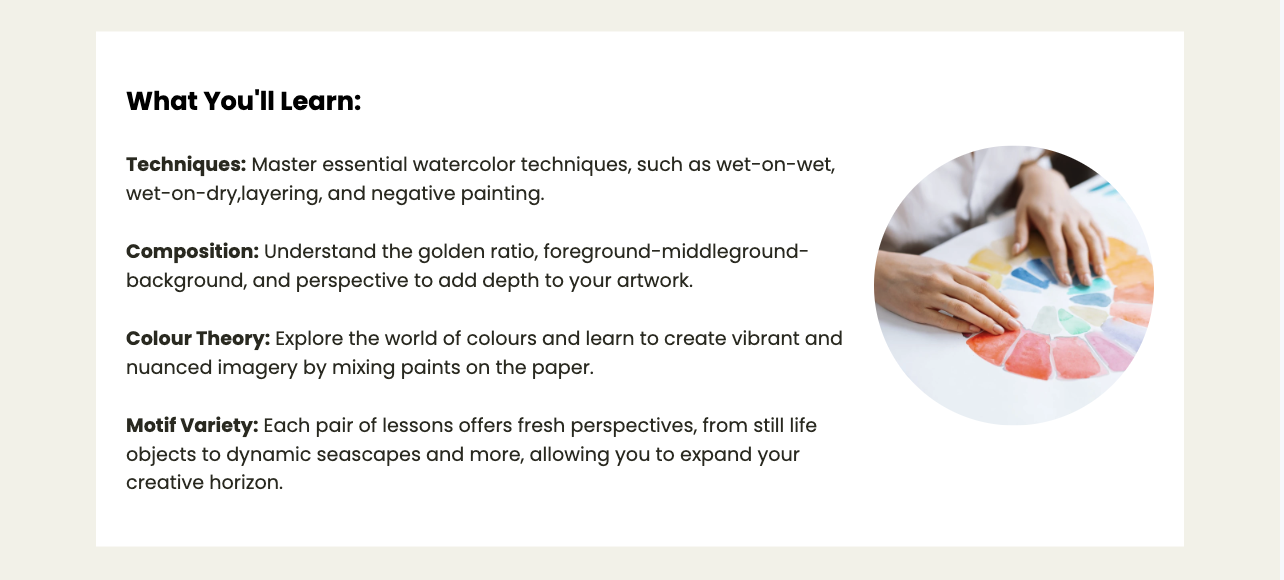 What You'll Learn:
Techniques: Master essential watercolor techniques, such as wet-on-wet,
wet-on-dry,layering, and negative painting.
Composition: Understand the golden ratio, foreground-middleground-
background, and perspective to add depth to your artwork.
Colour Theory: Explore the world of colours and learn to create vibrant and
nuanced imagery by mixing paints on the paper.
Motif Variety: Each pair of lessons offers fresh perspectives, from still life
objects to dynamic seascapes and more, allowing you to expand your
creative horizon.